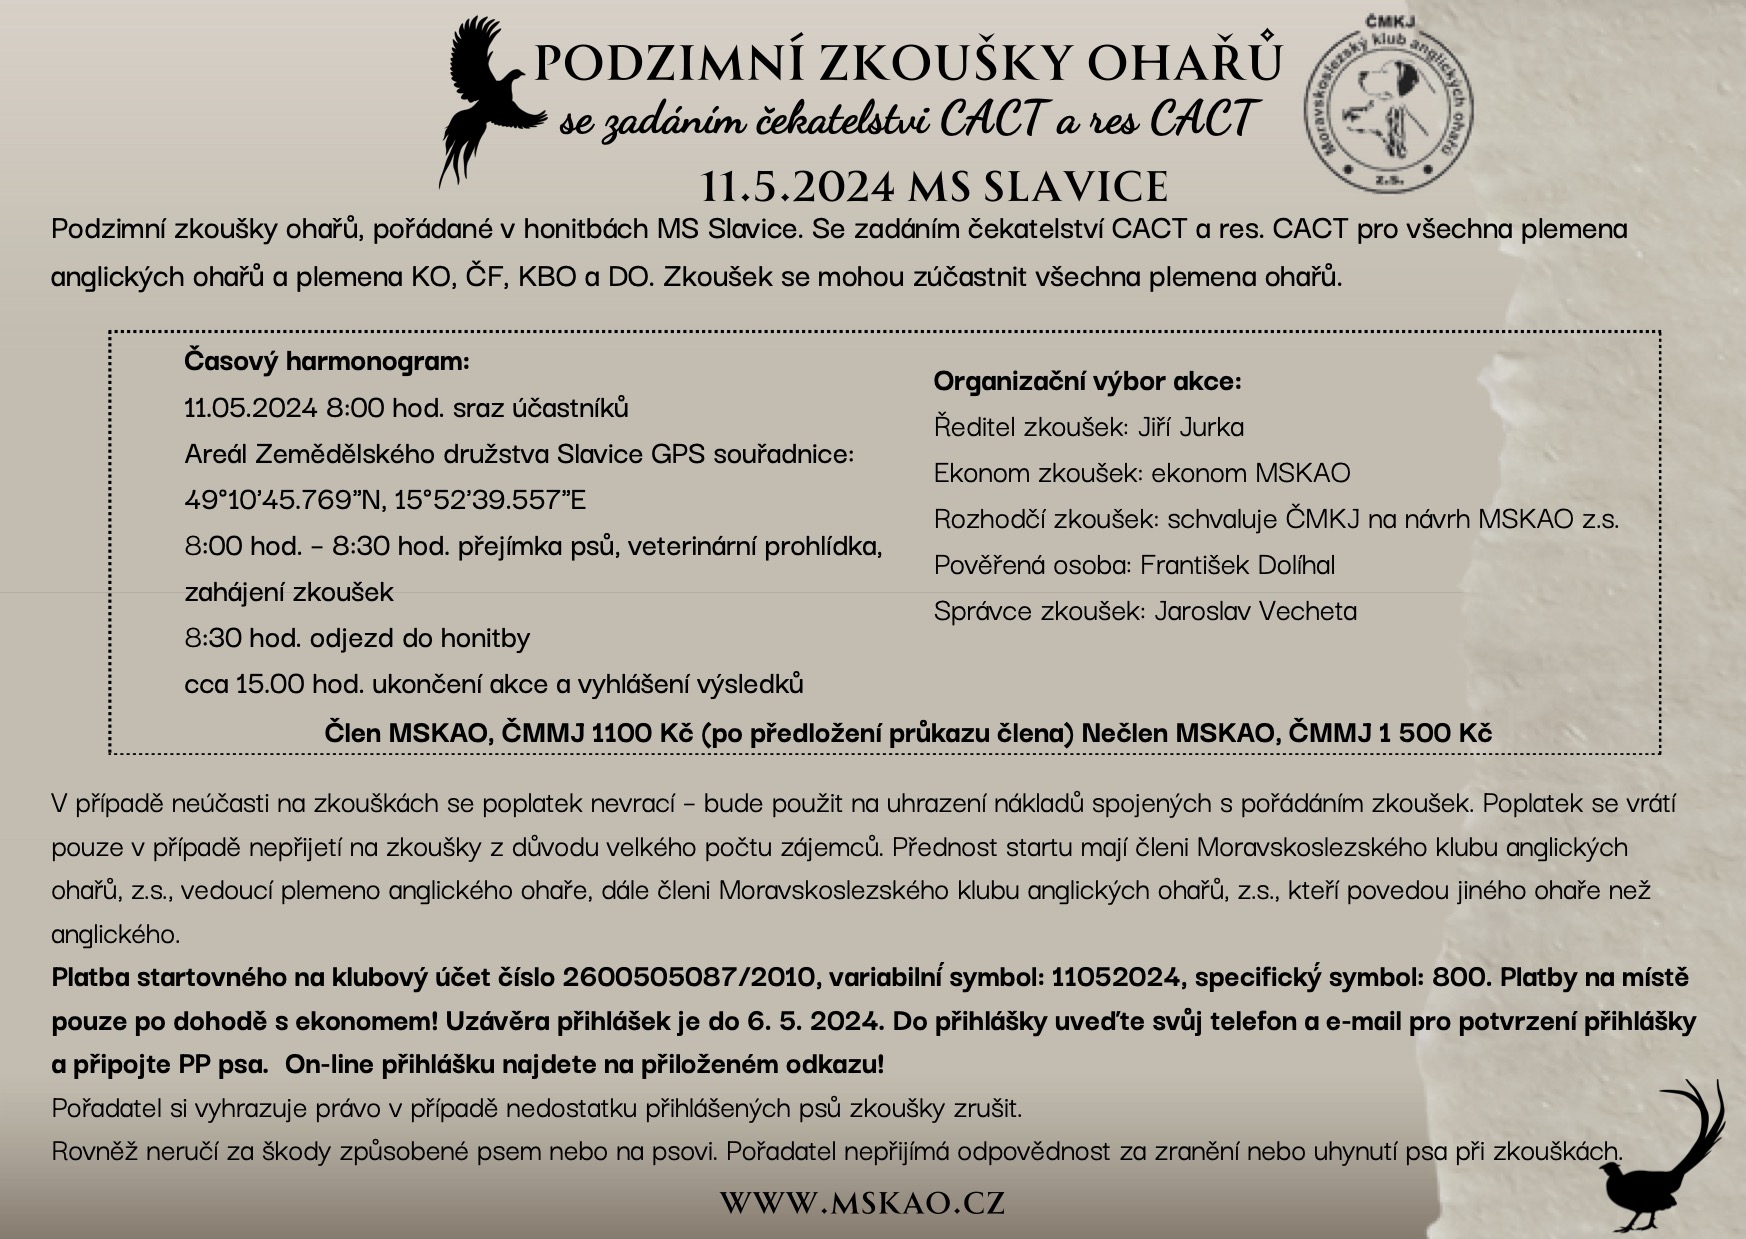 PODZIMNÍ ZKOUŠKY OHAŘŮ
se zadáním čekatelstvi CACT a res CACT
11.5.2024 MS SLAVICE
ČMKJ
Moravskoslezský klub anglických ohařů
z.s.
Podzimní zkoušky ohařů, pořádané v honitbách MS Slavice. Se zadáním čekatelství CACT a res. CACT pro všechna plemena
anglických ohařů a plemena KO, ČF, KBO a DO. Zkoušek se mohou zúčastnit všechna plemena ohařů.
Časový harmonogram:
11.05.2024 8:00 hod. sraz účastníků
Areál Zemědělského družstva Slavice GPS souřadnice:
49°10’45.769”N, 15°52’39.557”E
8:00 hod. – 8:30 hod. přejímka psů, veterinární prohlídka,
zahájení zkoušek
8:30 hod. odjezd do honitby
cca 15.00 hod. ukončení akce a vyhlášení výsledků
Organizační výbor akce:
Ředitel zkoušek: Jiří Jurka
Ekonom zkoušek: ekonom MSKAO
Rozhodčí zkoušek: schvaluje ČMKJ na návrh MSKAO z.s.
Pověřená osoba: František Dolíhal
Správce zkoušek: Jaroslav Vecheta
Člen MSKAO, ČMMJ 1100 Kč (po předložení průkazu člena) Nečlen MSKAO, ČMMJ 1 500 Kč
V případě neúčasti na zkouškách se poplatek nevrací – bude použit na uhrazení nákladů spojených s pořádáním zkoušek. Poplatek se vrátí
pouze v případě nepřijetí na zkoušky z důvodu velkého počtu zájemců. Přednost startu mají členi Moravskoslezského klubu anglických
ohařů, z.s., vedoucí plemeno anglického ohaře, dále členi Moravskoslezského klubu anglických ohařů, z.s., kteří povedou jiného ohaře než
anglického.
Platba startovného na klubový účet číslo 2600505087/2010, variabilní symbol: 11052024, specifický symbol: 800. Platby na místě
pouze po dohodě s ekonomem! Uzávěra přihlášek je do 6. 5. 2024. Do přihlášky uveďte svůj telefon a e-mail pro potvrzení přihlášky
a připojte PP psa. On-line přihlášku najdete na přiloženém odkazu!
Pořadatel si vyhrazuje právo v případě nedostatku přihlášených psů zkoušky zrušit.
Rovněž neručí za škody způsobené psem nebo na psovi. Pořadatel nepřijímá odpovědnost za zranění nebo uhynutí psa při zkouškách.
WWW.MSKAO.CZ